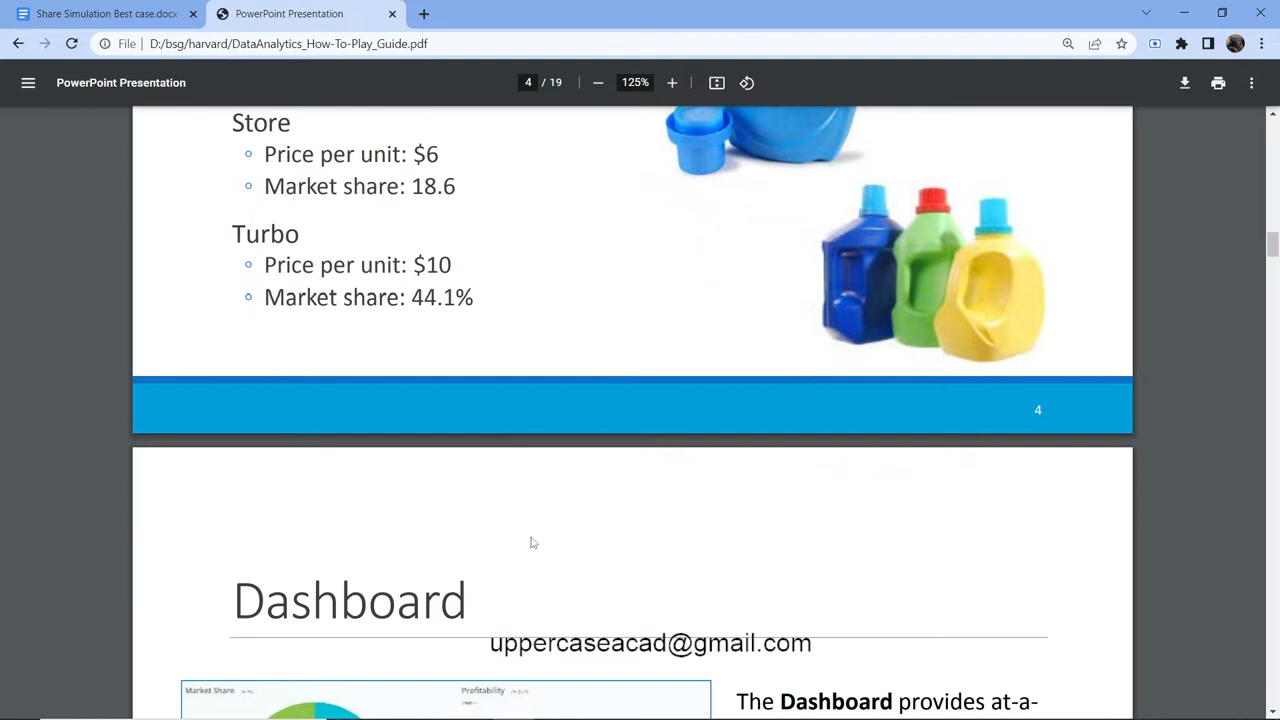 Share Simulation Best case.docx
PowerPoint Presentation
File
D:/bsg/harvard/DataAnalytics_How-To-Play_Guide.pdf
PowerPoint Presentation
4 / 19
125%
Store
Price per unit: $6
Market share: 18.6
Turbo
Price per unit: $10
Market share: 44.1%
4
Dashboard
uppercaseacad@gmail.com
Market Share
Profitability
The Dashboard provides at-a-